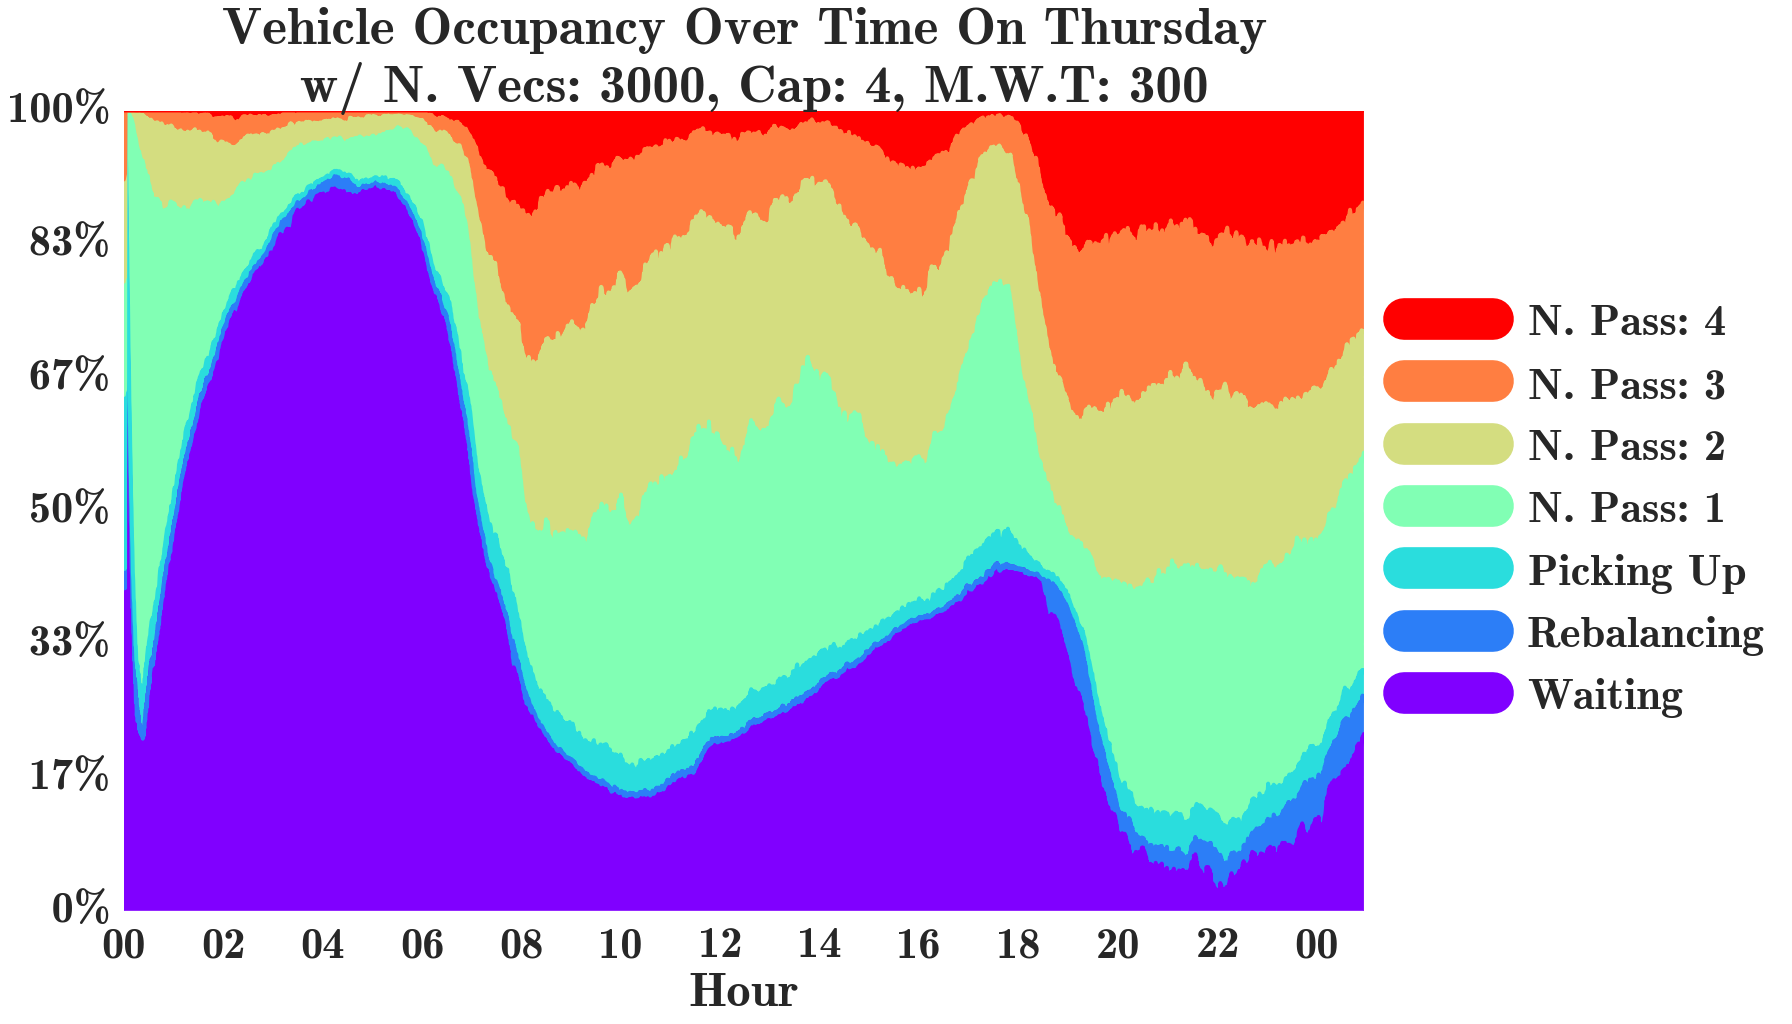 Vehicle Occupancy Over Time On Thursday
w/ N. Vecs: 3000, Cap: 4, M.W.T: 300
100%
83%
67%
50%
33%
17%
0%
00 02 04 06 08 10 12 14 16 18 20 22 00
Hour
N. Pass: 4
N. Pass: 3
N. Pass: 2
N. Pass: 1
Picking Up
Rebalancing
Waiting